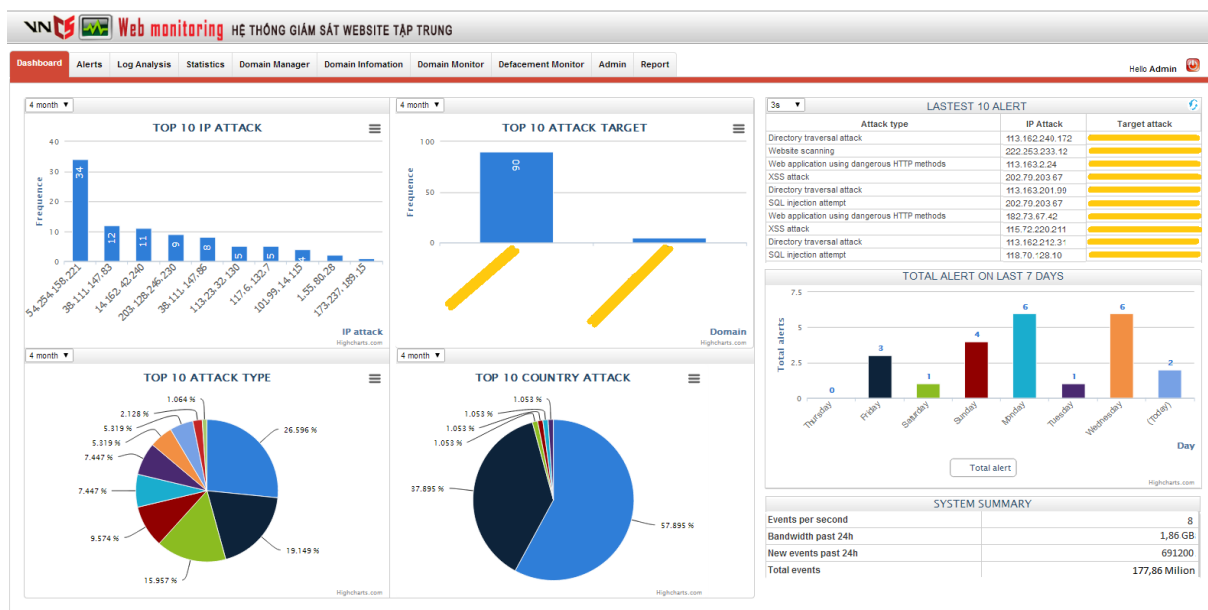 VNCS Web monitoring HỆ THỐNG GIÁM SÁT WEBSITE TẬP TRUNG
Dashboard Alerts Log Analysis Statistics Domain Manager Domain Infomation Domain Monitor Defacement Monitor Admin Report
Hello Admin
4 month
TOP 10 IP ATTACK
Frequence
40
30
20
10
0
34
12
11
9
8
5
5
4
54.254.158.221
38.111.147.83
14.162.42.240
203.128.246.230
38.111.147.86
113.23.32.130
117.6.132.7
101.99.14.115
1.55.80.28
173.237.189.15
IP attack
Highcharts.com
4 month
TOP 10 ATTACK TARGET
Frequence
100
50
0
90
Domain
Highcharts.com
4 month
TOP 10 ATTACK TYPE
1.064 %
2.128 %
5.319 %
5.319 %
7.447 %
7.447 %
9.574 %
15.957 %
19.149 %
26.596 %
Highcharts.com
4 month
TOP 10 COUNTRY ATTACK
1.053 %
1.053 %
1.053 %
1.053 %
37.895 %
57.895 %
Highcharts.com
3s
LASTEST 10 ALERT
Attack type IP Attack Target attack
Directory traversal attack 113.162.240.172
Website scanning 222.253.233.12
Web application using dangerous HTTP methods 113.163.2.24
XSS attack 202.79.203.67
Directory traversal attack 113.163.201.99
SQL injection attempt 202.79.203.67
Web application using dangerous HTTP methods 182.73.67.42
XSS attack 115.72.220.211
Directory traversal attack 113.162.212.31
SQL injection attempt 118.70.128.10
TOTAL ALERT ON LAST 7 DAYS
Total alerts
7.5
5
2.5
0
0
3
1
4
6
1
6
2
Thursday
Friday
Saturday
Sunday
Monday
Tuesday
Wednesday
(Today)
Day
Total alert
Highcharts.com
SYSTEM SUMMARY
Events per second 8
Bandwidth past 24h 1,86 GB
New events past 24h 691200
Total events 177,86 Milion